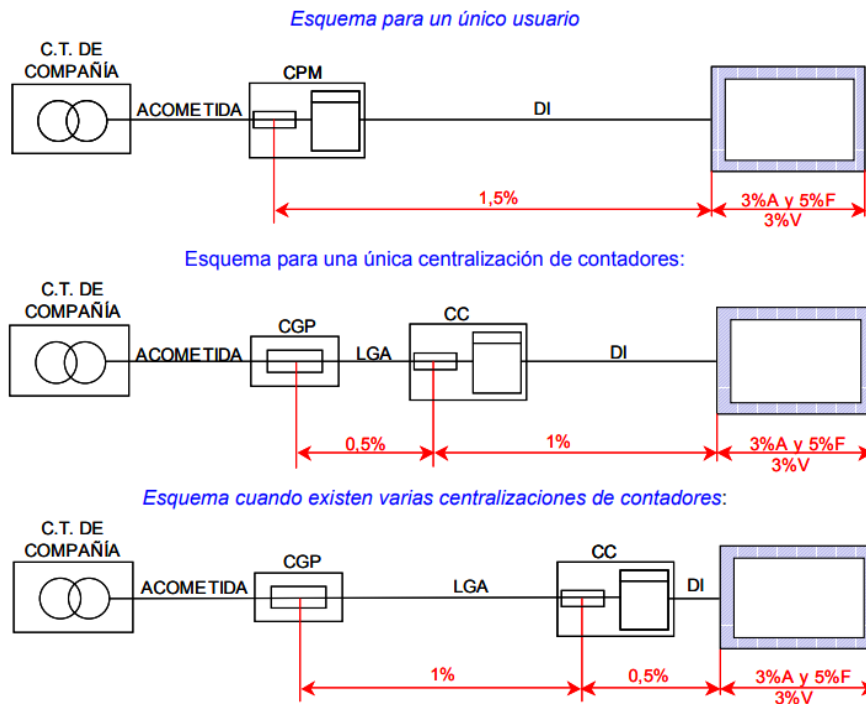 Esquema para un único usuario
C.T. DE
COMPAÑÍA
ACOMETIDA
CPM
DI
1,5%
3%A y 5%F
3%V
Esquema para una única centralización de contadores:
C.T. DE
COMPAÑÍA
ACOMETIDA
CGP
LGA
CC
DI
0,5%
1%
3%A y 5%F
3%V
Esquema cuando existen varias centralizaciones de contadores:
C.T. DE
COMPAÑÍA
ACOMETIDA
CGP
LGA
CC
DI
1%
0,5%
3%A y 5%F
3%V